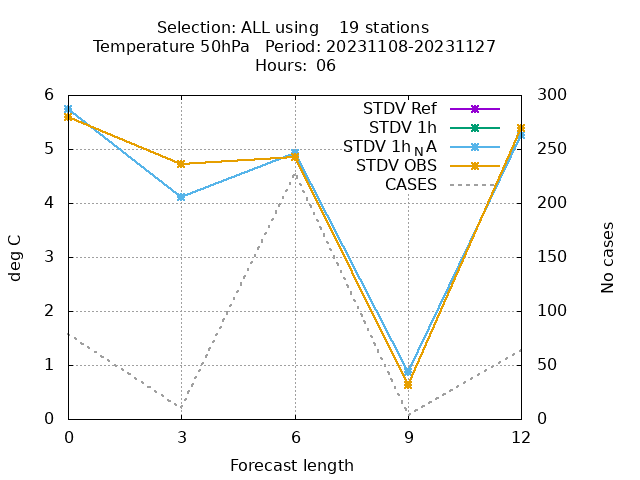 Selection: ALL using    19 stations
Temperature 50hPa   Period: 20231108-20231127
Hours:  06
STDV Ref
STDV 1h
STDV 1h_NA
STDV OBS
CASES
6
5
4
3
2
1
0
300
250
200
150
100
50
0
deg C
No cases
0 3 6 9 12
Forecast length